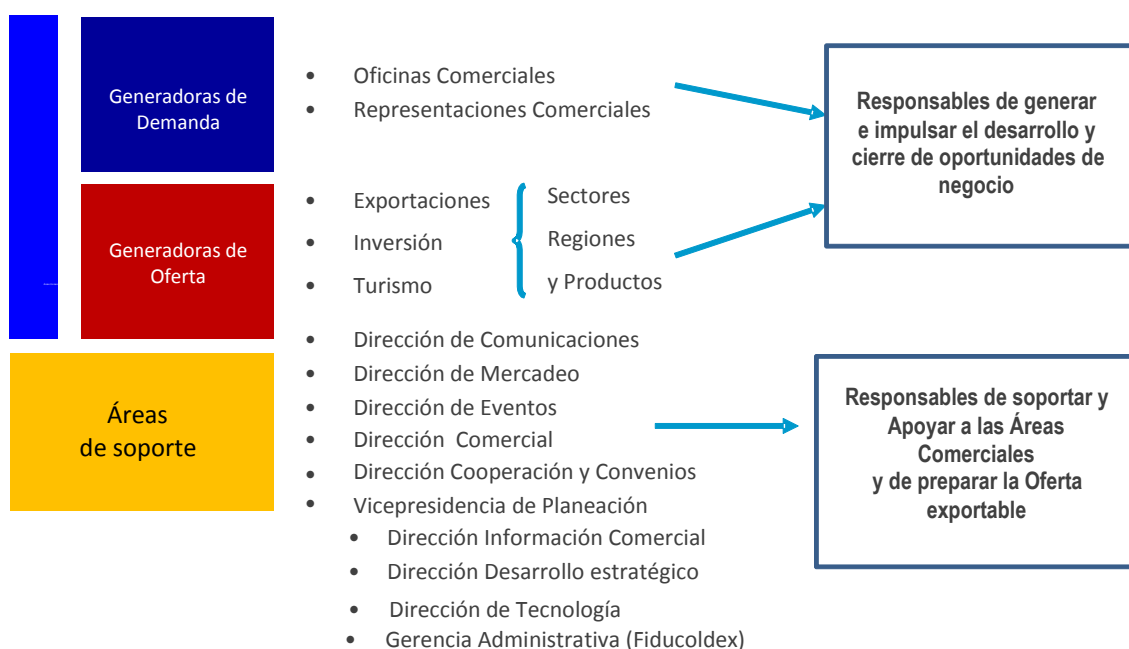 Generadoras de
Demanda
• Oficinas Comerciales
• Representaciones Comerciales
Responsables de generar
e impulsar el desarrollo y
cierre de oportunidades de
negocio
Generadoras de
Oferta
• Exportaciones
• Inversión
• Turismo
Sectores
Regiones
y Productos
Áreas
de soporte
• Dirección de Comunicaciones
• Dirección de Mercadeo
• Dirección de Eventos
• Dirección Comercial
• Dirección Cooperación y Convenios
• Vicepresidencia de Planeación
• Dirección Información Comercial
• Dirección Desarrollo estratégico
• Dirección de Tecnología
• Gerencia Administrativa (Fiducoldex)
Responsables de soportar y
Apoyar a las Áreas
Comerciales
y de preparar la Oferta
exportable